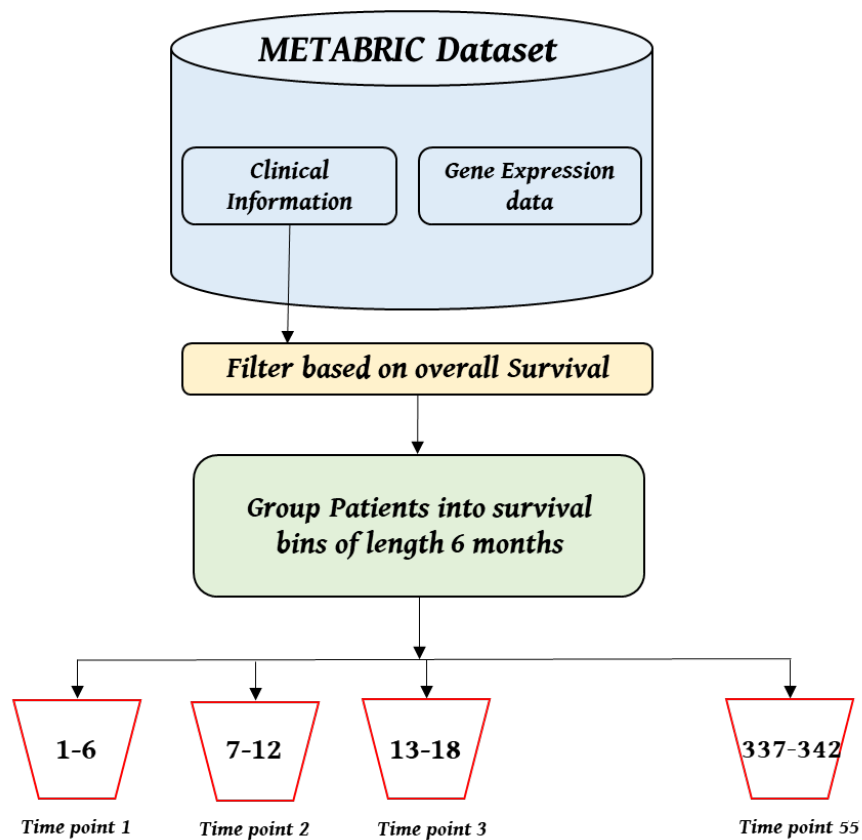 METABRIC Dataset
Clinical
Information
Gene Expression
data
Filter based on overall Survival
Group Patients into survival
bins of length 6 months
1-6
7-12
13-18
337-342
Time point 1
Time point 2
Time point 3
Time point 55